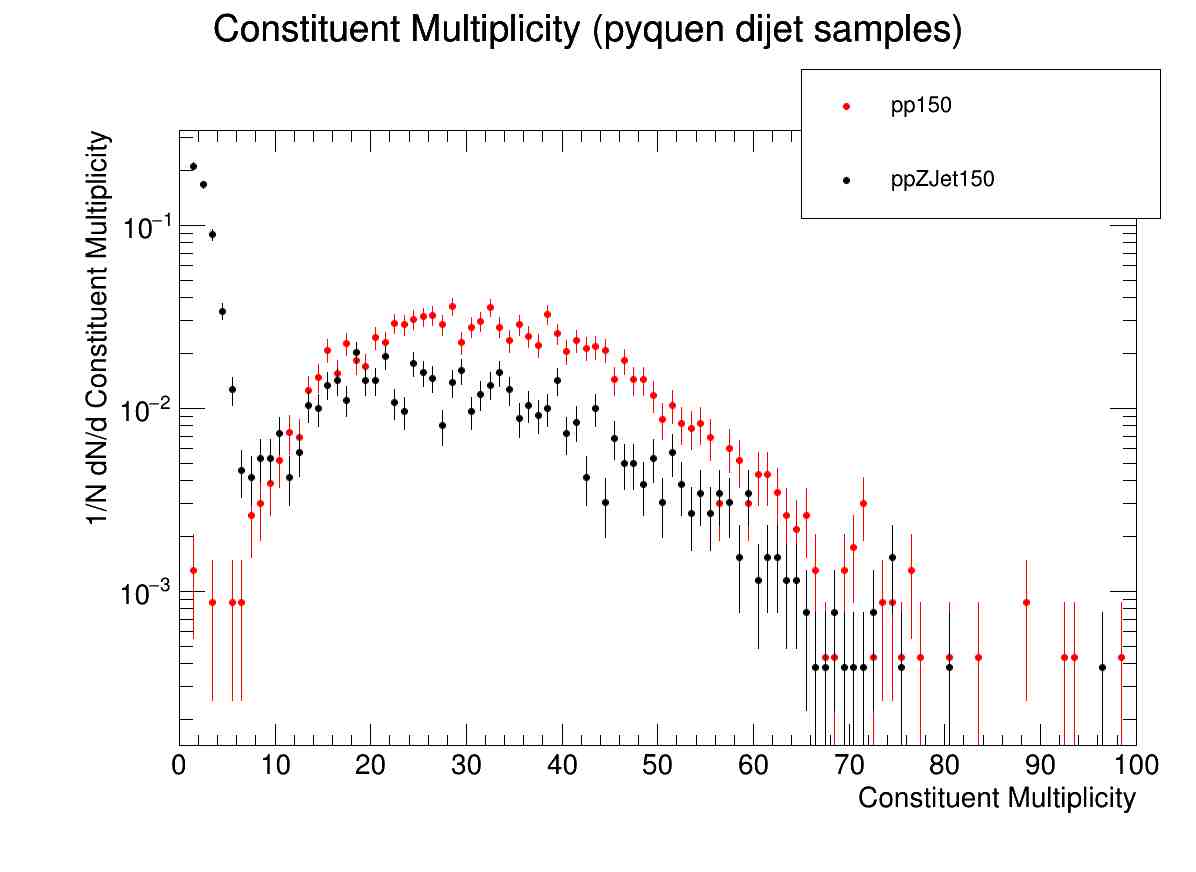 Constituent Multiplicity (pyquen dijet samples)
pp150
ppZJet150
1/N dN/d Constituent Multiplicity
10⁻¹
10⁻²
10⁻³
0 10 20 30 40 50 60 70 80 90 100
Constituent Multiplicity